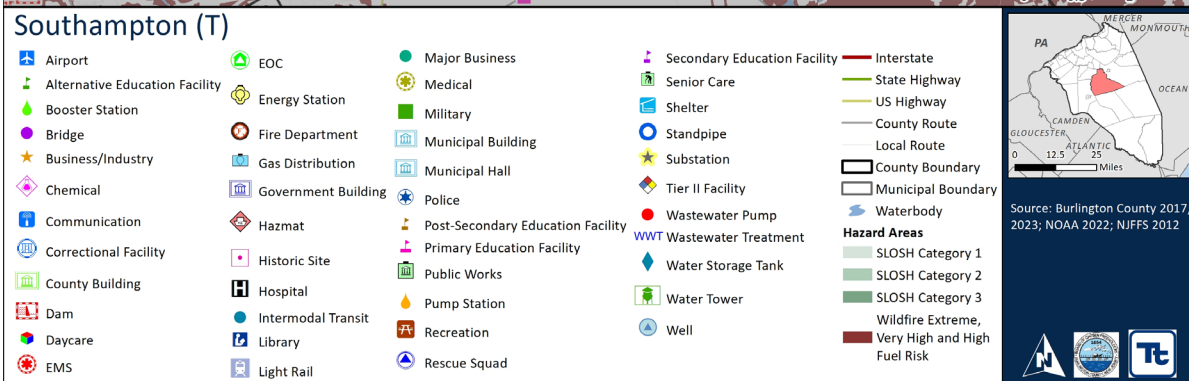 Southampton (T)
Airport
Alternative Education Facility
Booster Station
Bridge
Business/Industry
Chemical
Communication
Correctional Facility
County Building
Dam
Daycare
EMS
EOC
Energy Station
Fire Department
Gas Distribution
Government Building
Hazmat
Historic Site
Hospital
Intermodal Transit
Library
Light Rail
Major Business
Medical
Military
Municipal Building
Municipal Hall
Police
Post-Secondary Education Facility
Primary Education Facility
Public Works
Pump Station
Recreation
Rescue Squad
Secondary Education Facility
Senior Care
Shelter
Standpipe
Substation
Tier II Facility
Wastewater Pump
WWT Wastewater Treatment
Water Storage Tank
Water Tower
Well
Interstate
State Highway
US Highway
County Route
Local Route
County Boundary
Municipal Boundary
Waterbody
Hazard Areas
SLOSH Category 1
SLOSH Category 2
SLOSH Category 3
Wildfire Extreme,
Very High and High
Fuel Risk
MERCER
MONMOUTH
PA
OCEAN
CAMDEN
GLOUCESTER
ATLANTIC
0 12.5 25
Miles
Source: Burlington County 2017,
2023; NOAA 2022; NJFFS 2012
N
Tt